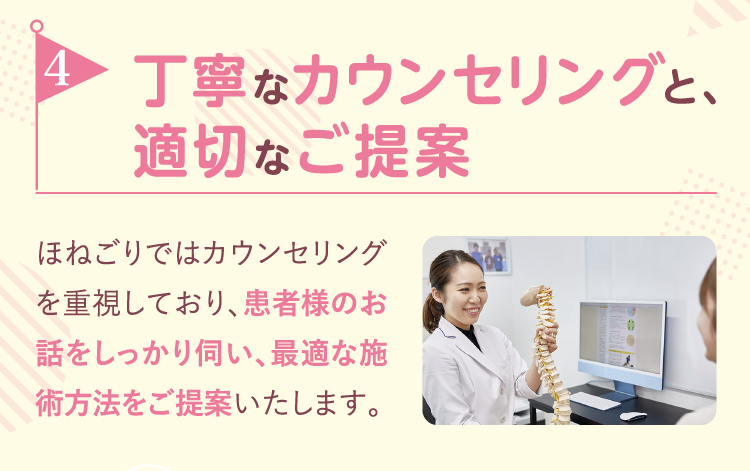 4
丁寧なカウンセリングと、
適切なご提案
ほねごりではカウンセリング
を重視しており、患者様のお
話をしっかり伺い、最適な施
術方法をご提案いたします。